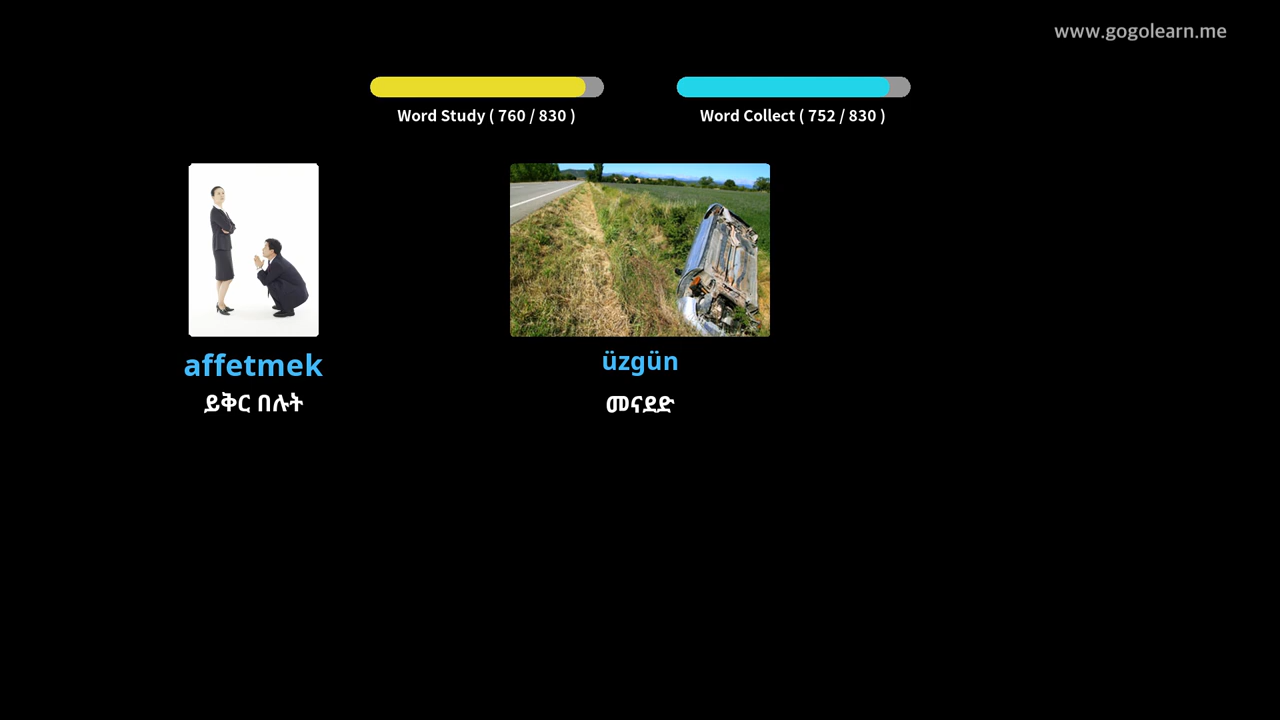 www.gogolearn.me
Word Study ( 760 / 830 )
Word Collect ( 752 / 830 )
affetmek
ይቅር በሉት
üzgün
መናደድ